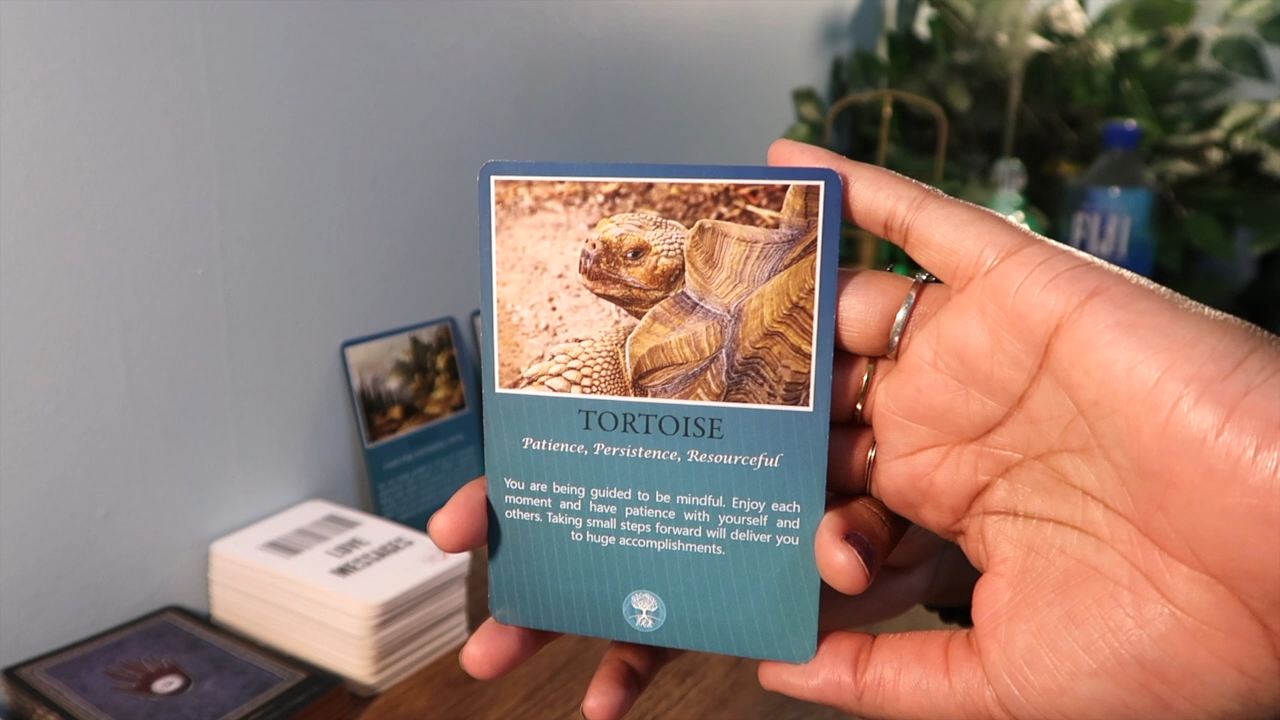 TORTOISE
Patience, Persistence, Resourceful
You are being guided to be mindful. Enjoy each
moment and have patience with yourself and
others. Taking small steps forward will deliver you
to huge accomplishments.
FIJI
LOVE
MESSAGES